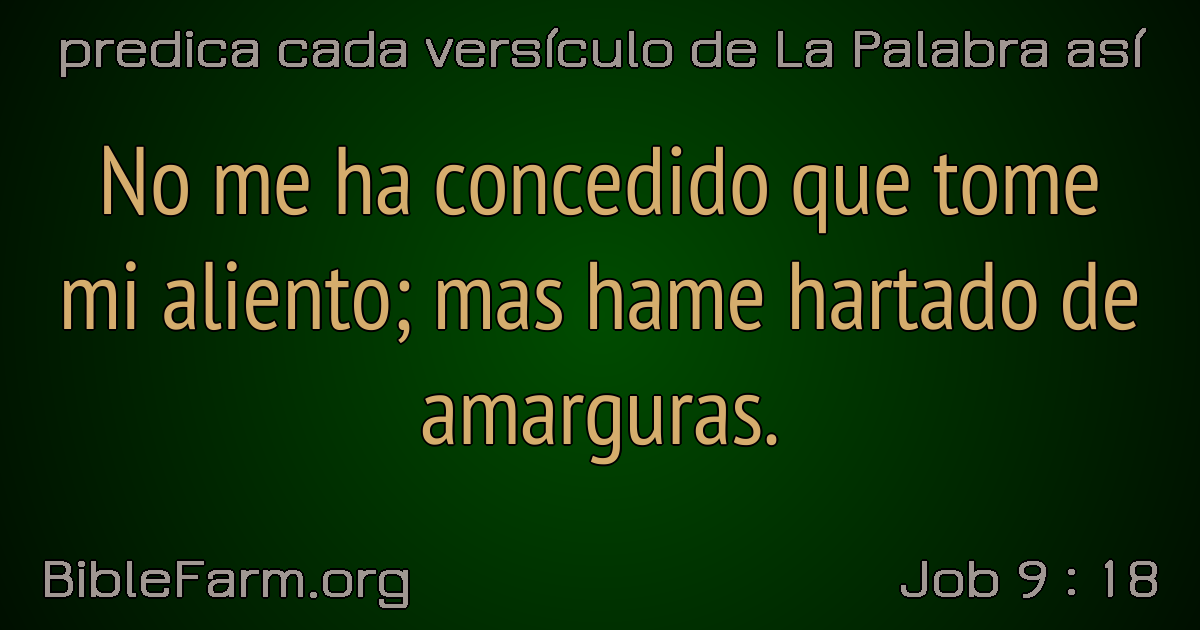 predica cada versículo de La Palabra así
No me ha concedido que tome
mi aliento; mas hame hartado de
amarguras.
BibleFarm.org
Job 9 : 18